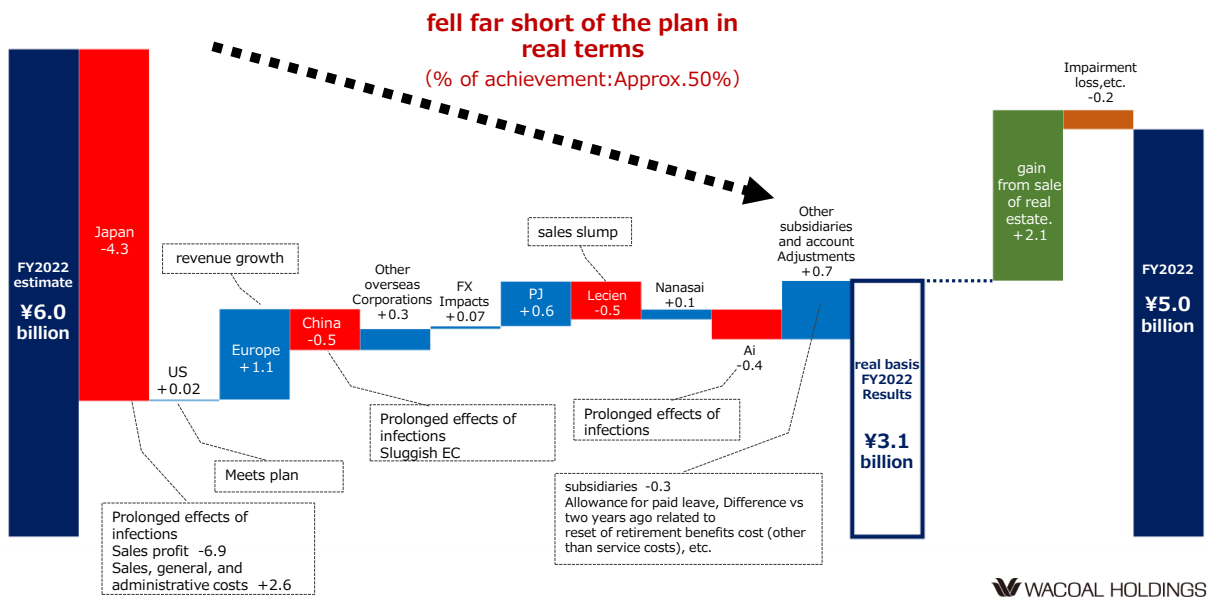 fell far short of the plan in
real terms
（% of achievement:Approx.50%）
FY2022
estimate
¥6.0
billion
Japan
-4.3
US
+0.02
revenue growth
Europe
+1.1
China
-0.5
Other
overseas
Corporations
+0.3
FX
Impacts
+0.07
sales slump
PJ
+0.6
Lecien
-0.5
Nanasai
+0.1
Ai
-0.4
Other
subsidiaries
and account
Adjustments
+0.7
real basis
FY2022
Results
¥3.1
billion
gain
from sale
of real
estate.
+2.1
Impairment
loss,etc.
-0.2
FY2022
¥5.0
billion
Meets plan
Prolonged effects of
infections
Sales profit -6.9
Sales, general, and
administrative costs +2.6
Prolonged effects of
infections
Sluggish EC
Prolonged effects of
infections
subsidiaries -0.3
Allowance for paid leave, Difference vs
two years ago related to
reset of retirement benefits cost (other
than service costs), etc.
WACOAL HOLDINGS